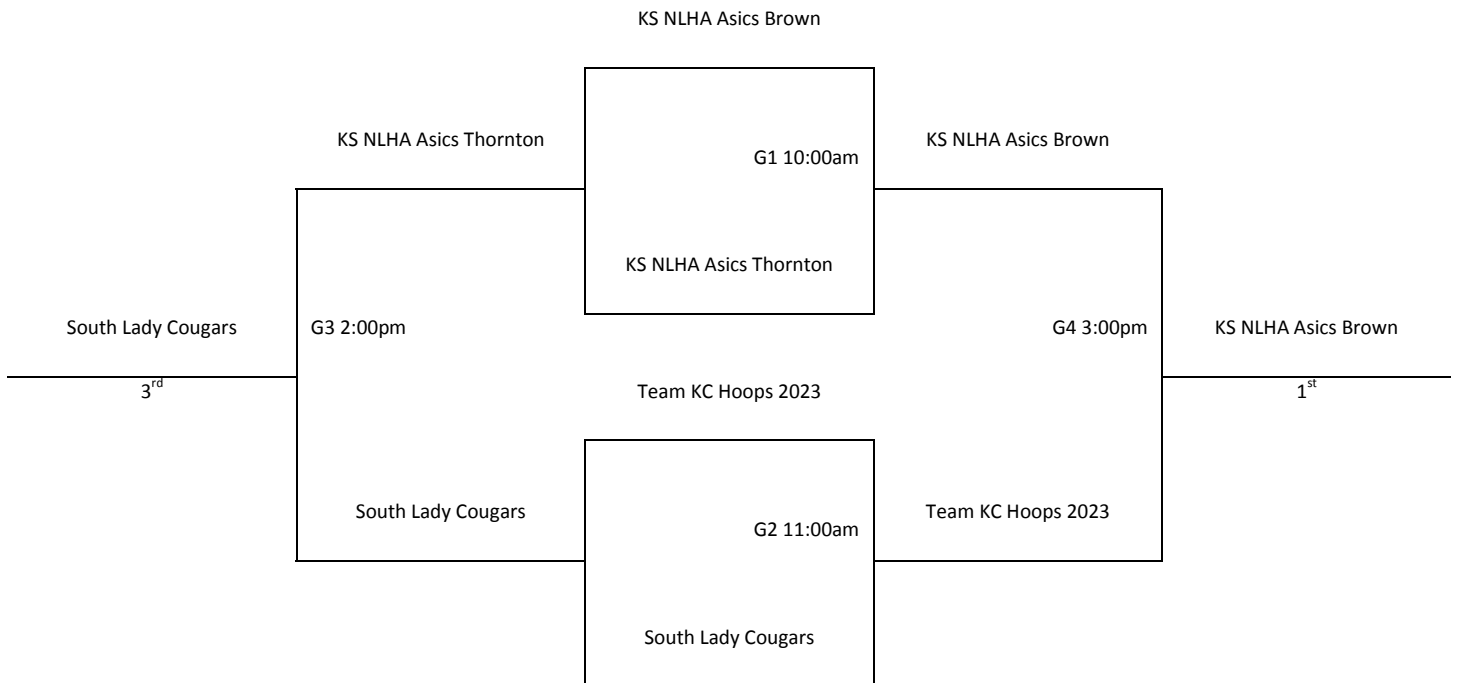 KS NLHA Asics Brown
KS NLHA Asics Thornton
KS NLHA Asics Brown
G1 10:00am
KS NLHA Asics Thornton
South Lady Cougars
G3 2:00pm
G4 3:00pm
KS NLHA Asics Brown
3rd
Team KC Hoops 2023
1st
South Lady Cougars
Team KC Hoops 2023
G2 11:00am
South Lady Cougars